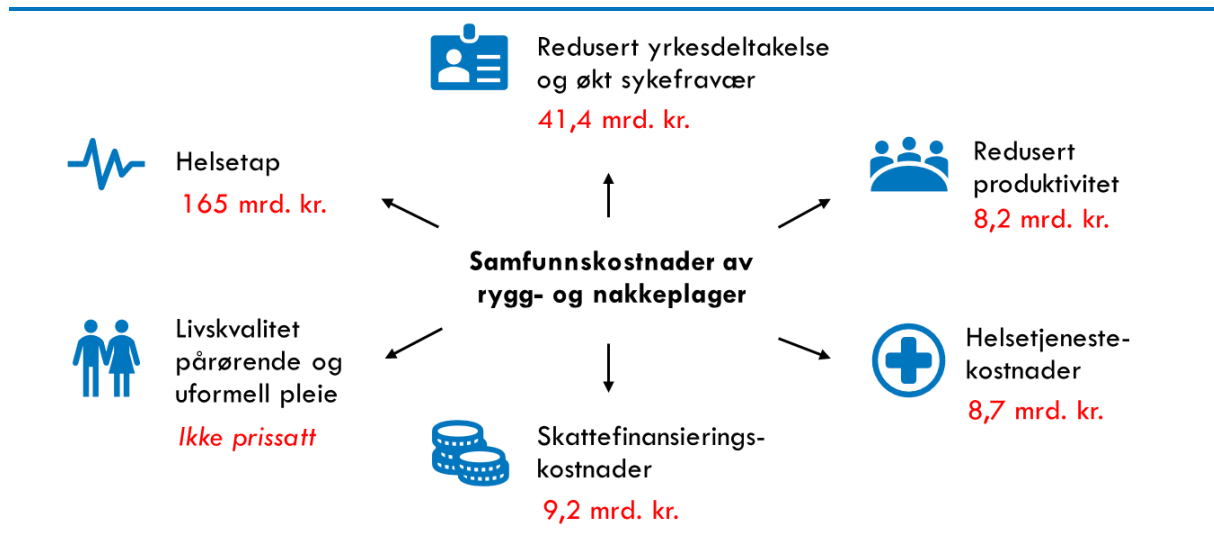 Redusert yrkesdeltakelse
og økt sykefravær
41,4 mrd. kr.
Helsetap
165 mrd. kr.
Redusert
produktivitet
8,2 mrd. kr.
Samfunnskostnader av
rygg- og nakkeplager
Livskvalitet
pårørende og
uformell pleie
Ikke prissatt
Helsetjeneste-
kostnader
8,7 mrd. kr.
Skattefinansierings-
kostnader
9,2 mrd. kr.